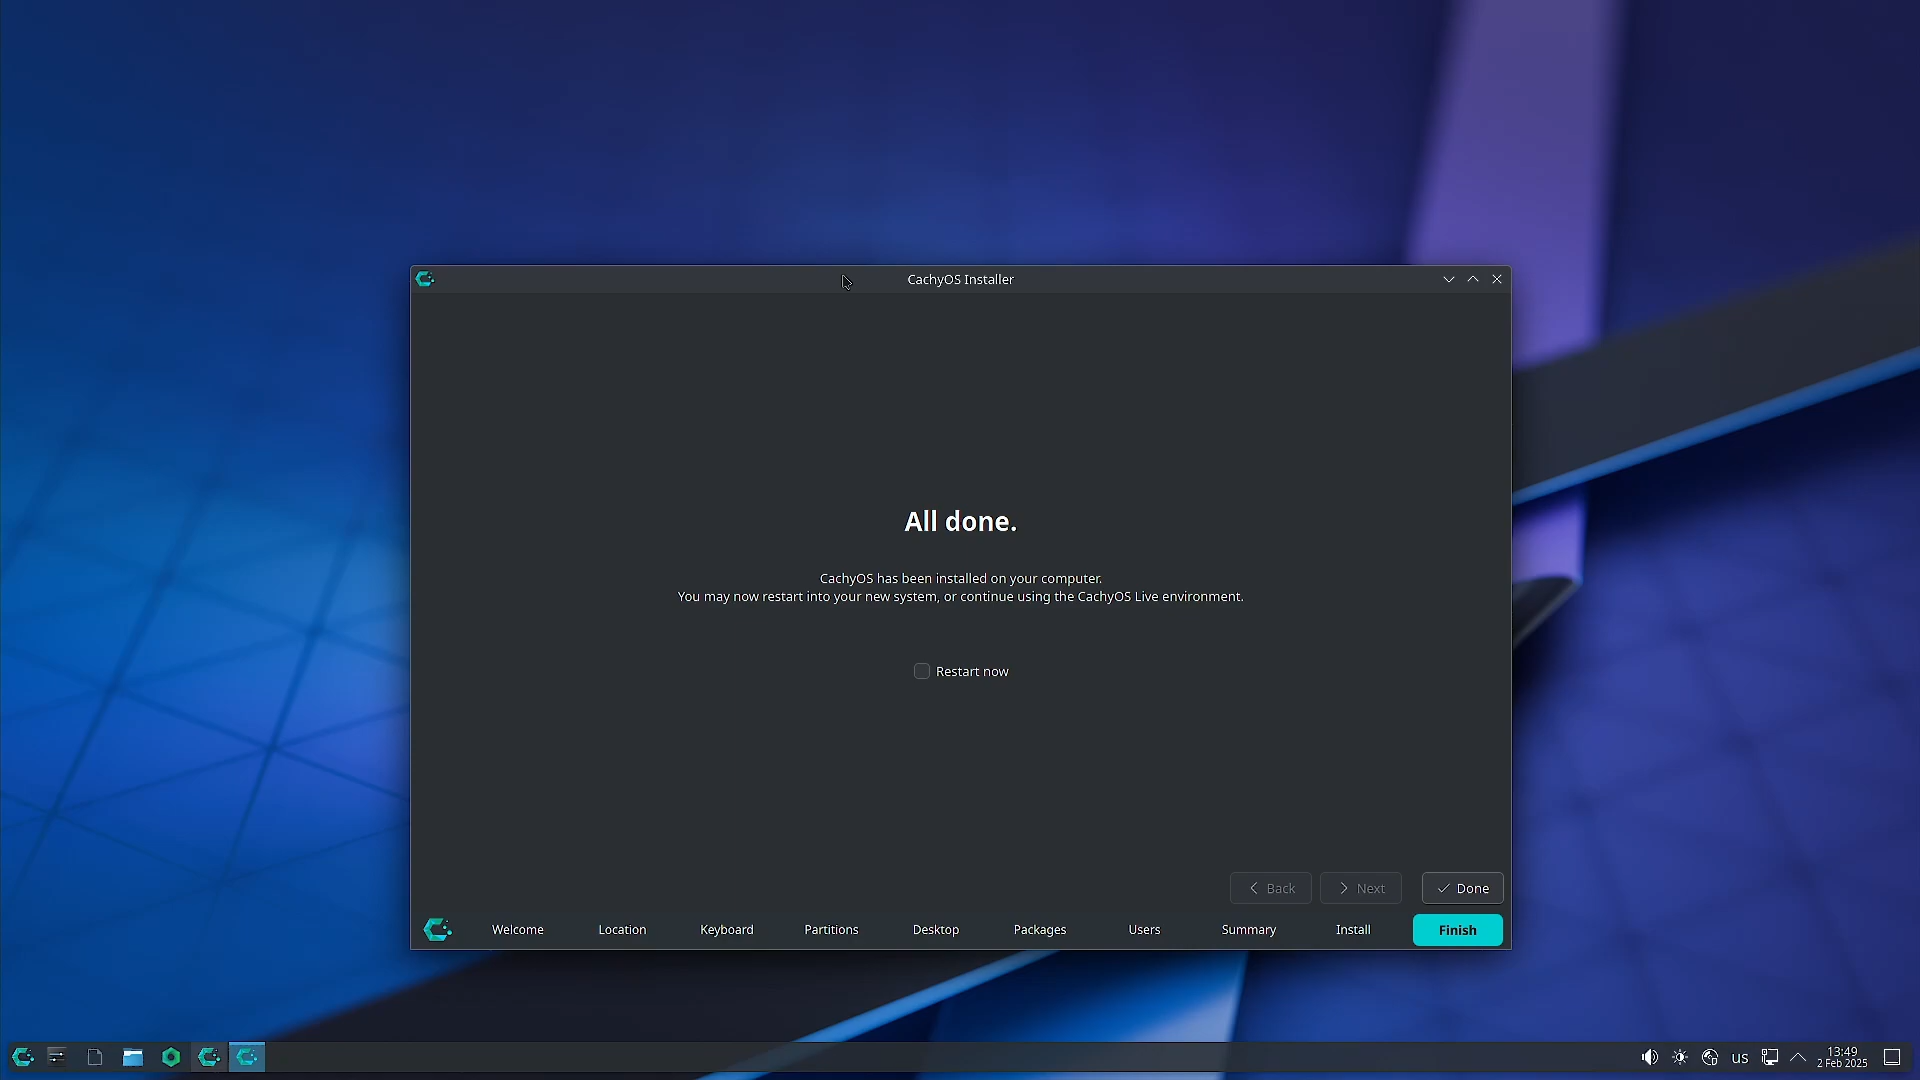 CachyOS Installer
All done.
CachyOS has been installed on your computer.
You may now restart into your new system, or continue using the CachyOS Live environment.
Restart now
Back
Next
Done
Welcome
Location
Keyboard
Partitions
Desktop
Packages
Users
Summary
Install
Finish
us
13:49
2 Feb 2025